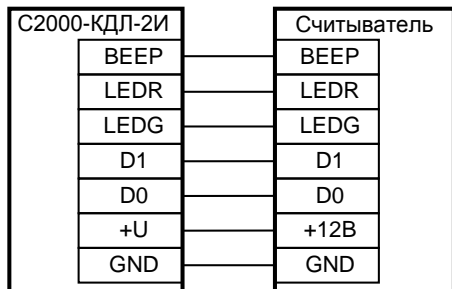 С2000-КДЛ-2И Считыватель
BEEP BEEP
LEDR LEDR
LEDG LEDG
D1 D1
D0 D0
+U +12В
GND GND